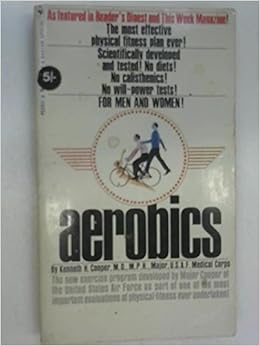 As featured in Reader's Digest and This Week Magazine!
The most effective
physical fitness plan ever!
Scientifically developed
and tested! No diets!
No calisthenics!
No will-power tests!
FOR MEN AND WOMEN!
5/-
aerobics
By Kenneth H. Cooper, M.D., M.P.H., Major, U.S.A.F. Medical Corps
The new exercise program developed by Major Cooper of
the United States Air Force as part of one of the most
important evaluations of physical fitness ever undertaken!